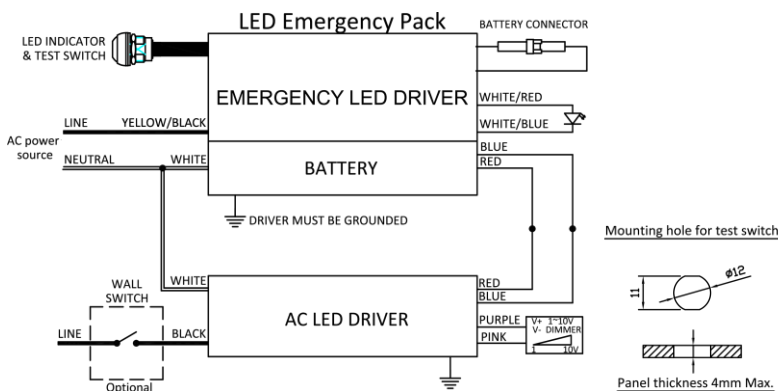 LED Emergency Pack
LED INDICATOR
& TEST SWITCH
BATTERY CONNECTOR
EMERGENCY LED DRIVER
WHITE/RED
WHITE/BLUE
LINE YELLOW/BLACK
AC power
source
NEUTRAL WHITE
BATTERY
BLUE
RED
DRIVER MUST BE GROUNDED
Mounting hole for test switch
ø12
11
WHITE
WALL
SWITCH
LINE
BLACK
Optional
AC LED DRIVER
RED
BLUE
PURPLE
PINK
V+ 1~10V
V- DIMMER
1 10V
Panel thickness 4mm Max.